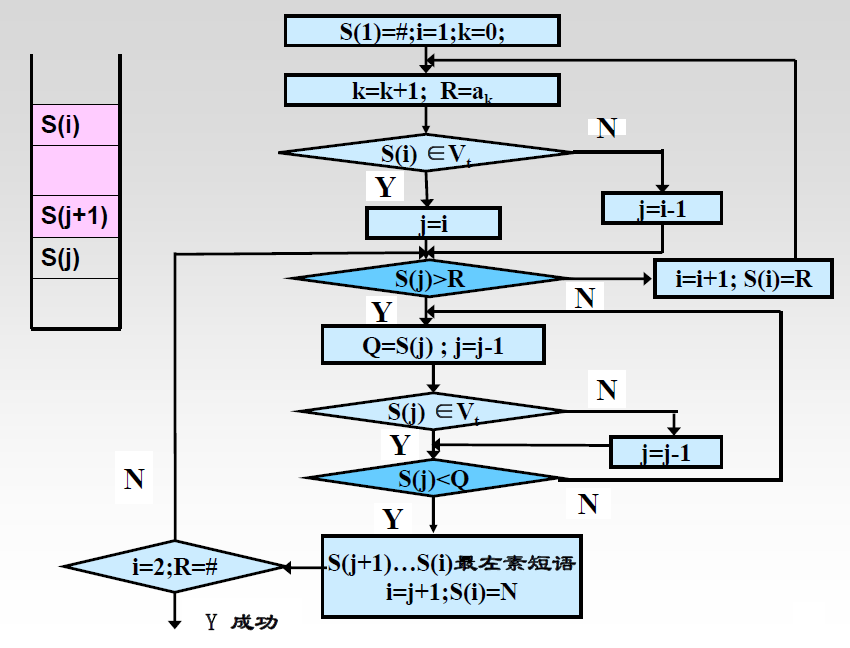 S(1)=#;i=1;k=0;
k=k+1; R=ak
S(i)
S(i) ∈Vt
N
Y
S(j+1)
j=i
j=i-1
S(j)
S(j)>R
i=i+1; S(i)=R
Y
N
Q=S(j) ; j=j-1
S(j) ∈Vt
N
Y
j=j-1
N
S(j)<Q
N
Y
S(j+1)…S(i)最左素短语
i=j+1;S(i)=N
i=2;R=#
Y 成功